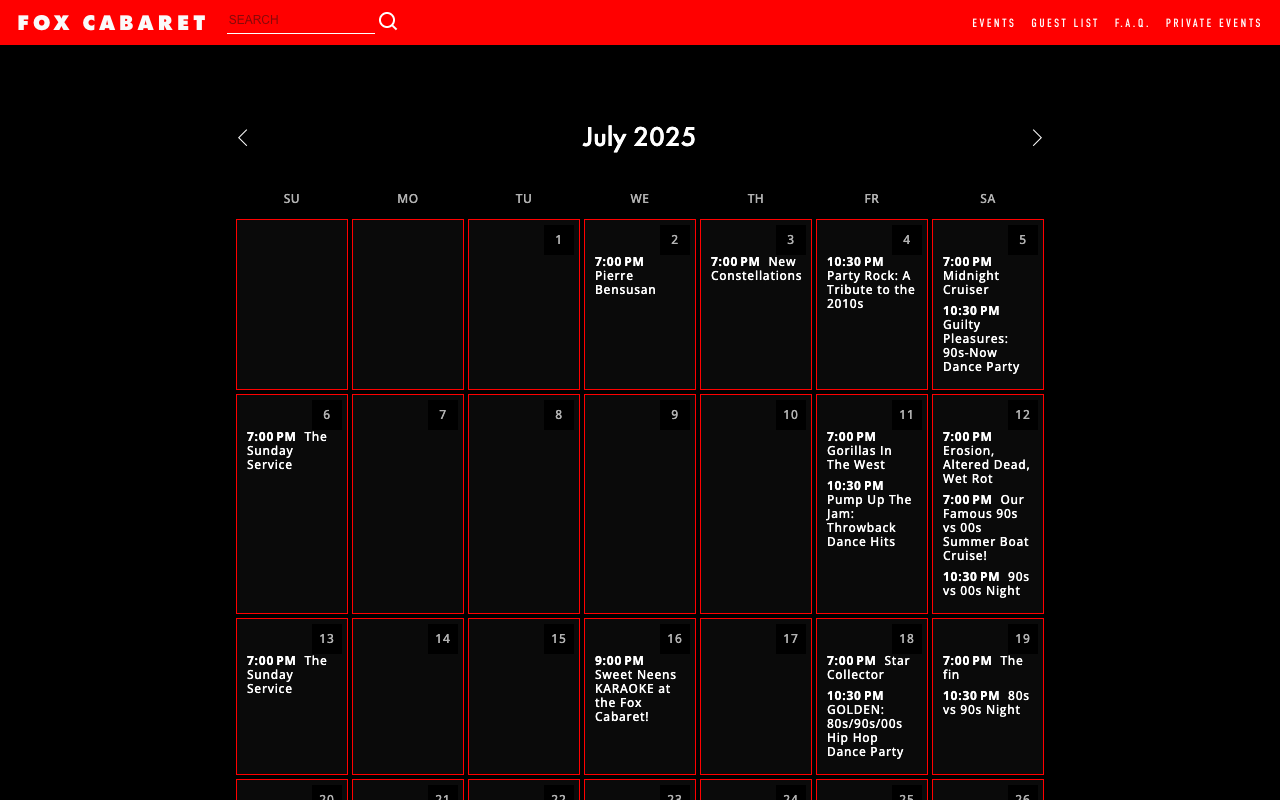 FOX CABARET
SEARCH
EVENTS GUEST LIST F.A.Q. PRIVATE EVENTS
July 2025
SU MO TU WE TH FR SA
1
2
7:00 PM
Pierre
Bensusan
3
7:00 PM New
Constellations
4
10:30 PM
Party Rock: A
Tribute to the
2010s
5
7:00 PM
Midnight
Cruiser
10:30 PM
Guilty
Pleasures:
90s-Now
Dance Party
6
7:00 PM The
Sunday
Service
7
8
9
10
11
7:00 PM
Gorillas In
The West
10:30 PM
Pump Up The
Jam:
Throwback
Dance Hits
12
7:00 PM
Erosion,
Altered Dead,
Wet Rot
7:00 PM Our
Famous 90s
vs 00s
Summer Boat
Cruise!
10:30 PM 90s
vs 00s Night
13
7:00 PM The
Sunday
Service
14
15
16
9:00 PM
Sweet Neens
KARAOKE at
the Fox
Cabaret!
17
18
7:00 PM Star
Collector
10:30 PM
GOLDEN:
80s/90s/00s
Hip Hop
Dance Party
19
7:00 PM The
fin
10:30 PM 80s
vs 90s Night
20 21 22 23 24 25 26